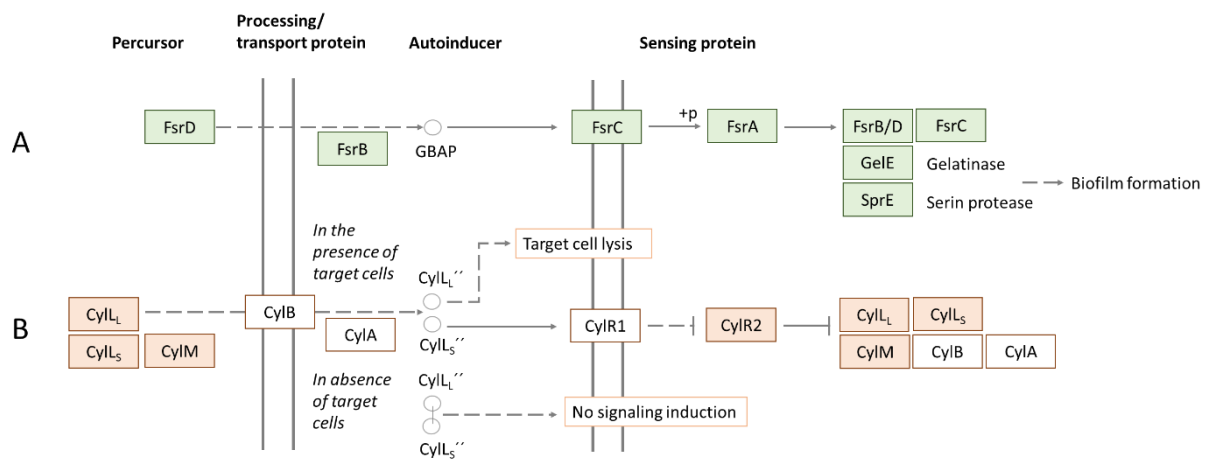 Percursor
Processing/
transport protein
Autoinducer
Sensing protein
A
FsrD
FsrB
GBAP
FsrC
+p
FsrA
FsrB/D
FsrC
GelE
Gelatinase
SprE
Serin protease
Biofilm formation
B
In the
presence of
target cells
Target cell lysis
CylL_L´´
CylL_L
CylB
CylA
CylL_S
CylM
CylL_S´´
CylR1
CylR2
CylL_L
CylL_S
CylM
CylB
CylA
In absence
of target
cells
CylL_L´´
No signaling induction
CylL_S´´